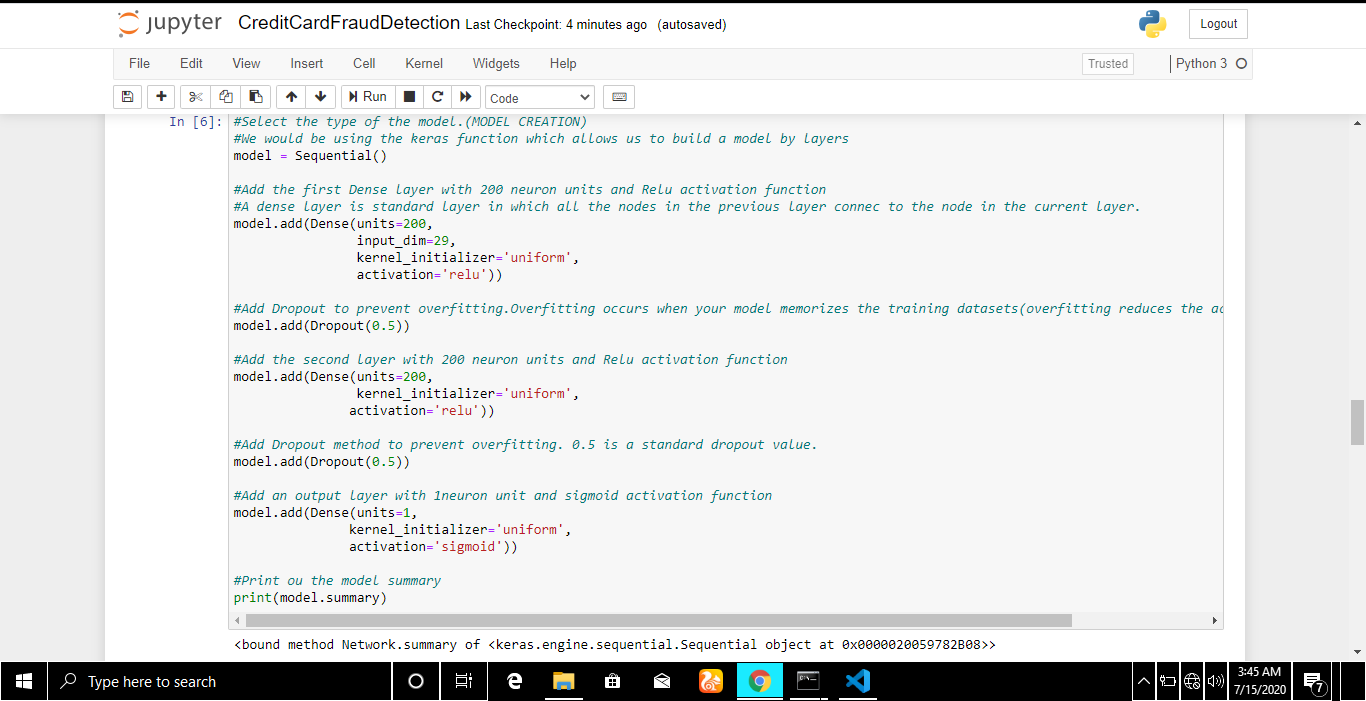 jupyter CreditCardFraudDetection Last Checkpoint: 4 minutes ago (autosaved) Logout
File Edit View Insert Cell Kernel Widgets Help Trusted Python 3
Run Code
In [6]: #Select the type of the model.(MODEL CREATION)
#We would be using the keras function which allows us to build a model by layers
model = Sequential()
#Add the first Dense layer with 200 neuron units and Relu activation function
#A dense layer is standard layer in which all the nodes in the previous layer connec to the node in the current layer.
model.add(Dense(units=200,
input_dim=29,
kernel_initializer='uniform',
activation='relu'))
#Add Dropout to prevent overfitting.Overfitting occurs when your model memorizes the training datasets(overfitting reduces the ac
model.add(Dropout(0.5))
#Add the second layer with 200 neuron units and Relu activation function
model.add(Dense(units=200,
kernel_initializer='uniform',
activation='relu'))
#Add Dropout method to prevent overfitting. 0.5 is a standard dropout value.
model.add(Dropout(0.5))
#Add an output layer with 1neuron unit and sigmoid activation function
model.add(Dense(units=1,
kernel_initializer='uniform',
activation='sigmoid'))
#Print ou the model summary
print(model.summary)
<bound method Network.summary of <keras.engine.sequential.Sequential object at 0x0000020059782B08>>
Type here to search
3:45 AM
7/15/2020
7